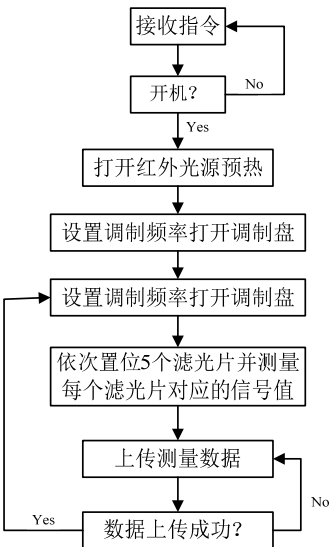 接收指令
开机？
No
Yes
打开红外光源预热
设置调制频率打开调制盘
设置调制频率打开调制盘
依次置位5个滤光片并测量
每个滤光片对应的信号值
上传测量数据
No
Yes
数据上传成功？